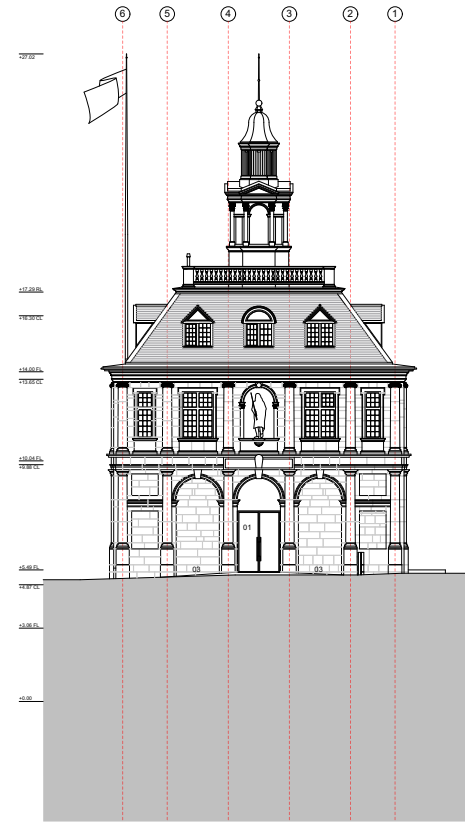 6 5 4 3 2 1
+27.02
+17.29 RL
+16.30 CL
+14.00 FL
+13.65 CL
+10.04 FL
+9.88 CL
01
+5.49 FL
03 03
+4.97 CL
+3.06 FL
+0.00